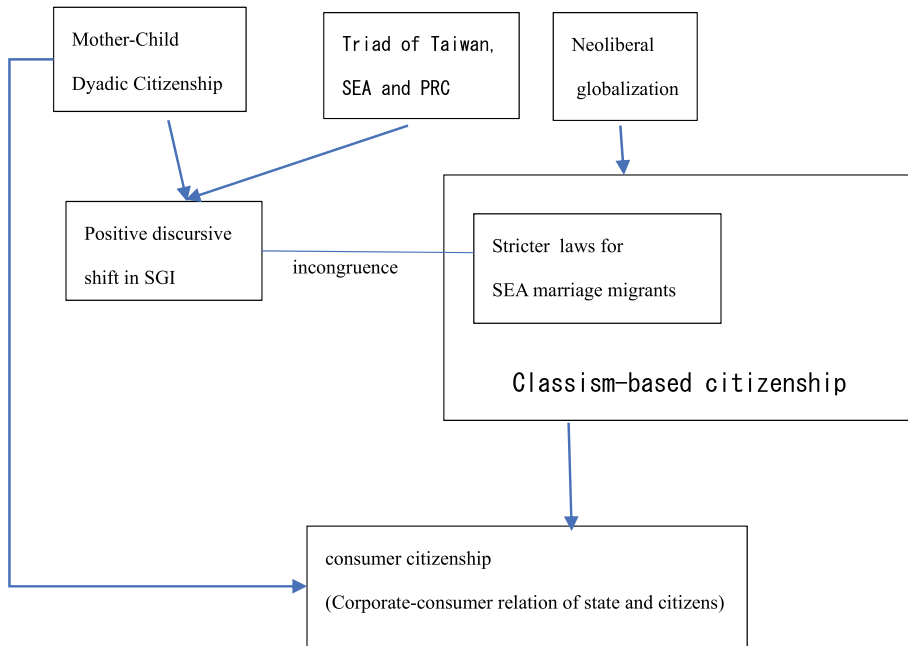 Mother-Child
Dyadic Citizenship
Triad of Taiwan,
SEA and PRC
Neoliberal
globalization
Positive discursive
shift in SGI
incongruence
Stricter laws for
SEA marriage migrants
Classism-based citizenship
consumer citizenship
(Corporate-consumer relation of state and citizens)